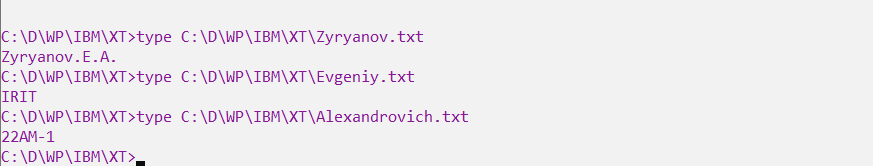 C:\D\WP\IBM\XT>type C:\D\WP\IBM\XT\Zyryanov.txt
Zyryanov.E.A.
C:\D\WP\IBM\XT>type C:\D\WP\IBM\XT\Evgeniy.txt
IRIT
C:\D\WP\IBM\XT>type C:\D\WP\IBM\XT\Alexandrovich.txt
22AM-1
C:\D\WP\IBM\XT>